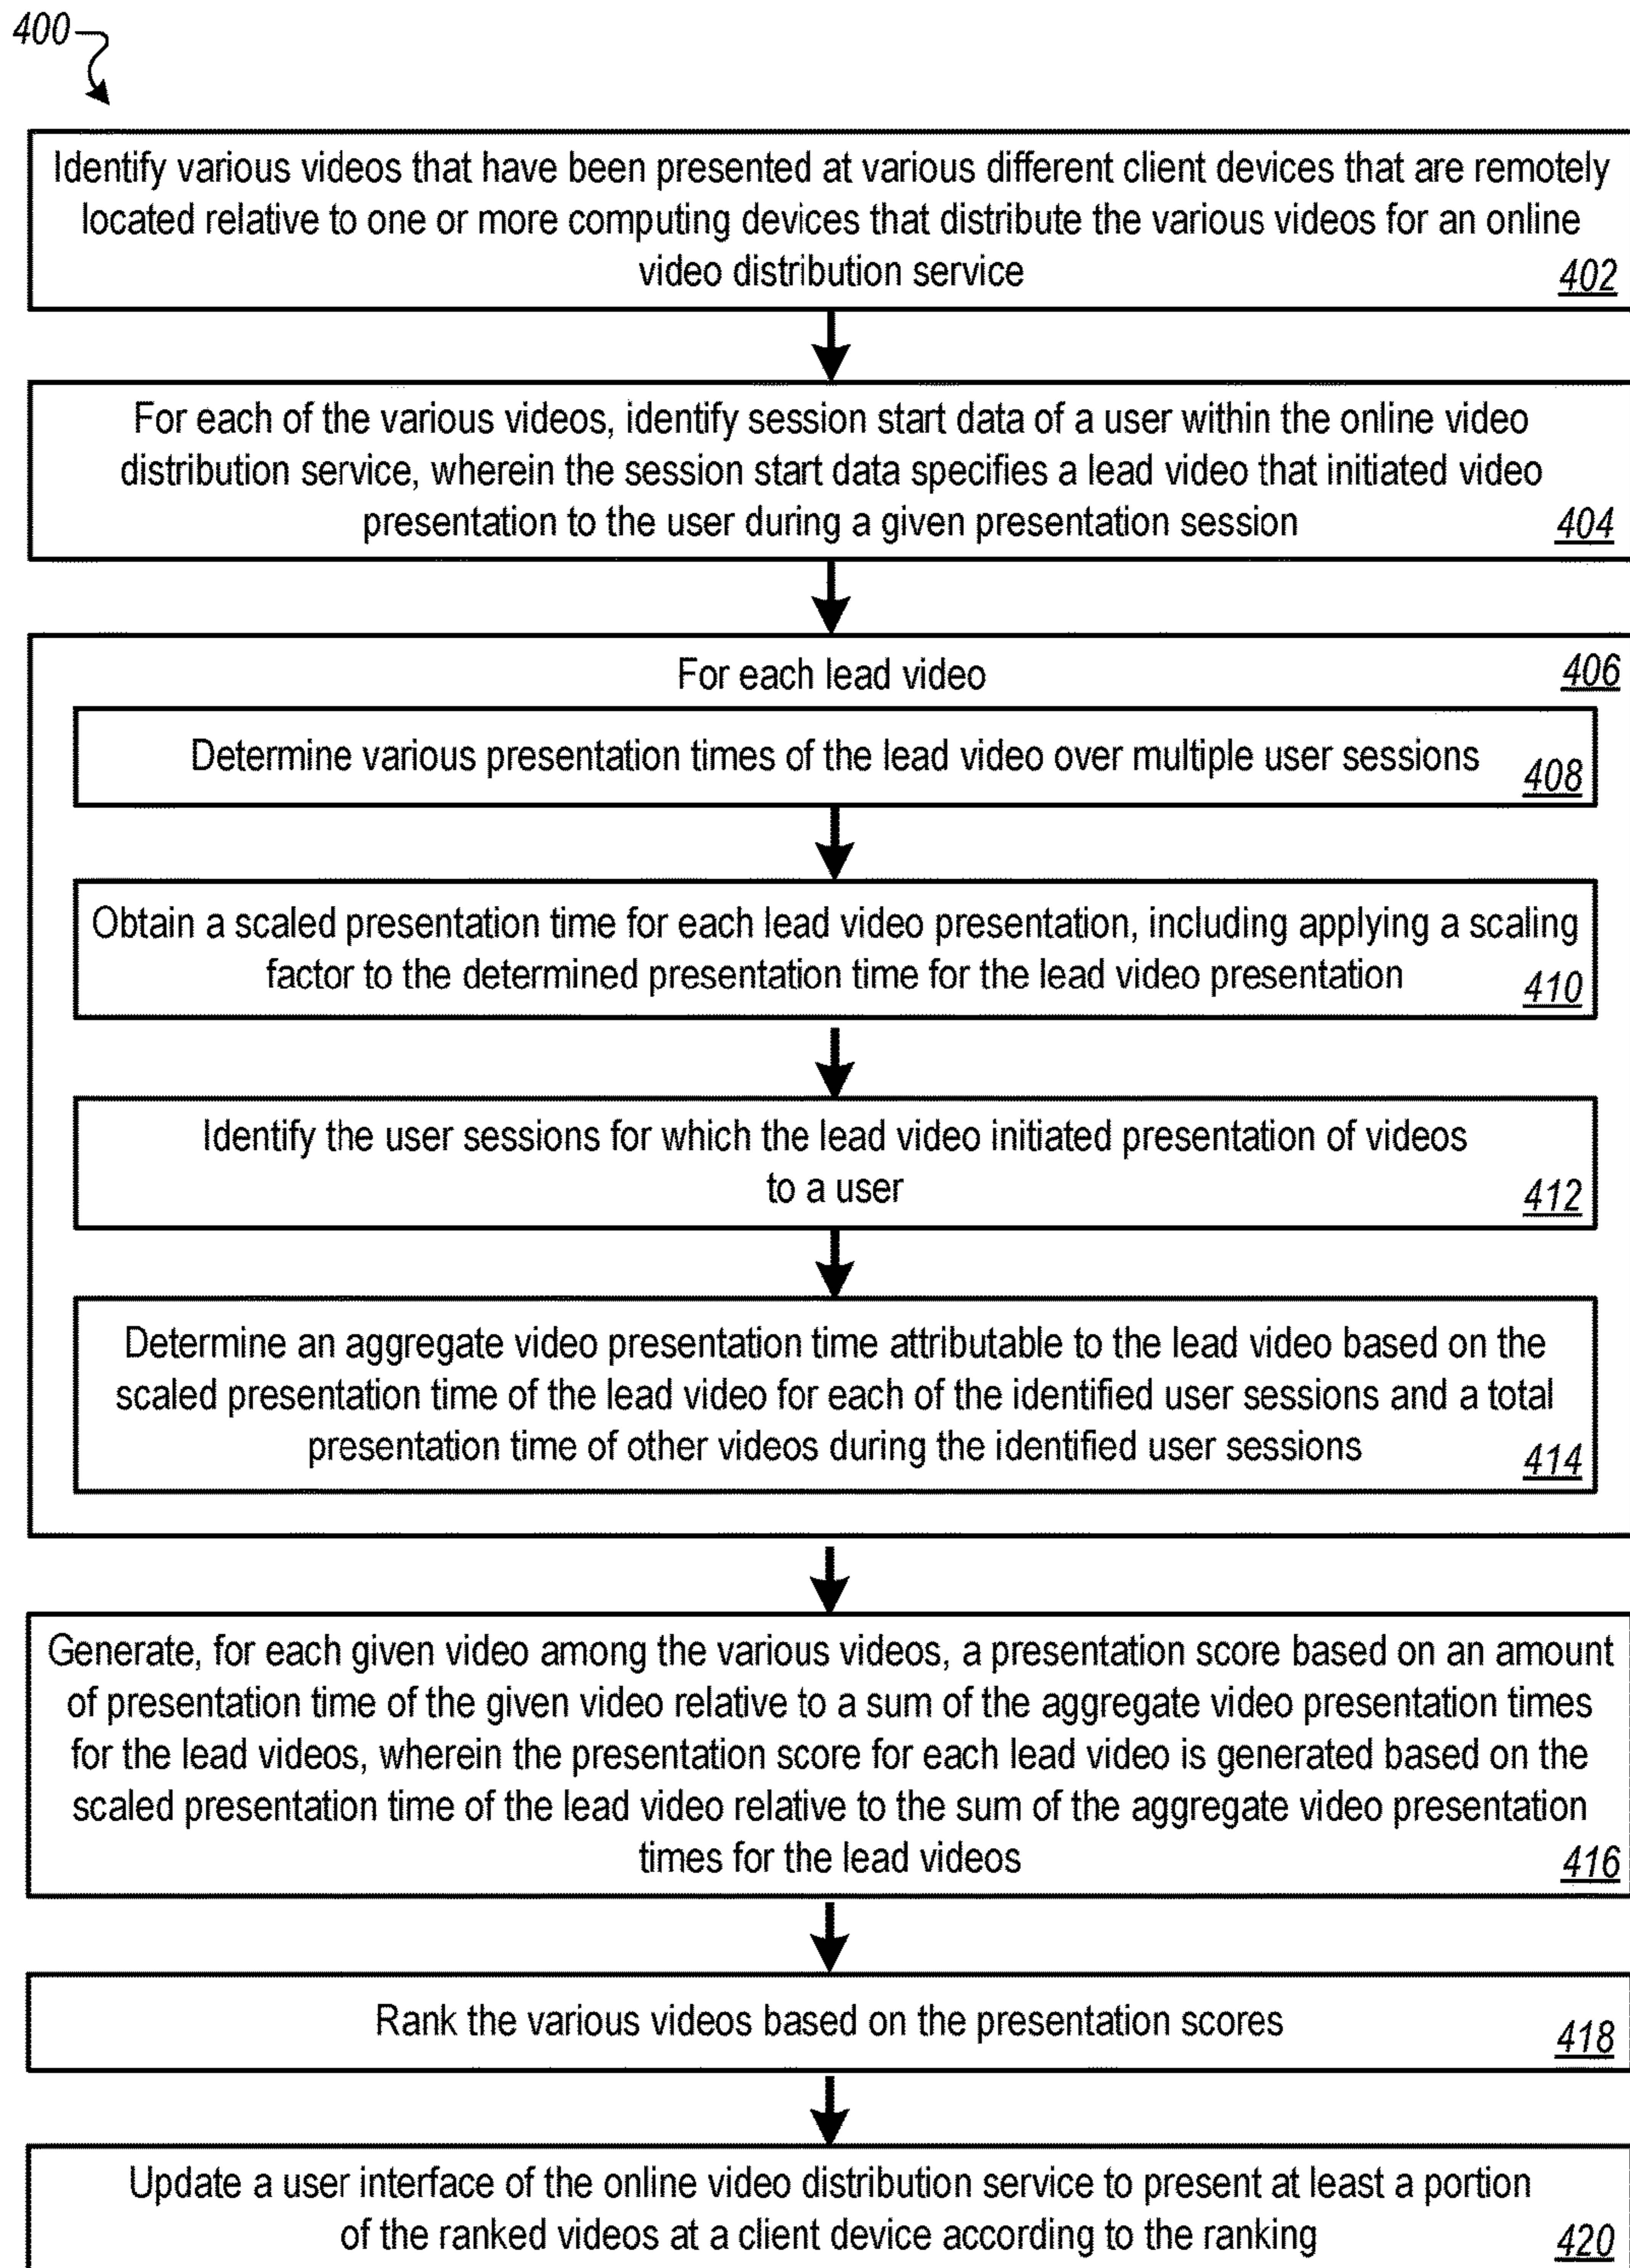 400
Identify various videos that have been presented at various different client devices that are remotely
located relative to one or more computing devices that distribute the various videos for an online
video distribution service
402
For each of the various videos, identify session start data of a user within the online video
distribution service, wherein the session start data specifies a lead video that initiated video
presentation to the user during a given presentation session
404
For each lead video
406
Determine various presentation times of the lead video over multiple user sessions
408
Obtain a scaled presentation time for each lead video presentation, including applying a scaling
factor to the determined presentation time for the lead video presentation
410
Identify the user sessions for which the lead video initiated presentation of videos
to a user
412
Determine an aggregate video presentation time attributable to the lead video based on the
scaled presentation time of the lead video for each of the identified user sessions and a total
presentation time of other videos during the identified user sessions
414
Generate, for each given video among the various videos, a presentation score based on an amount
of presentation time of the given video relative to a sum of the aggregate video presentation times
for the lead videos, wherein the presentation score for each lead video is generated based on the
scaled presentation time of the lead video relative to the sum of the aggregate video presentation
times for the lead videos
416
Rank the various videos based on the presentation scores
418
Update a user interface of the online video distribution service to present at least a portion
of the ranked videos at a client device according to the ranking
420